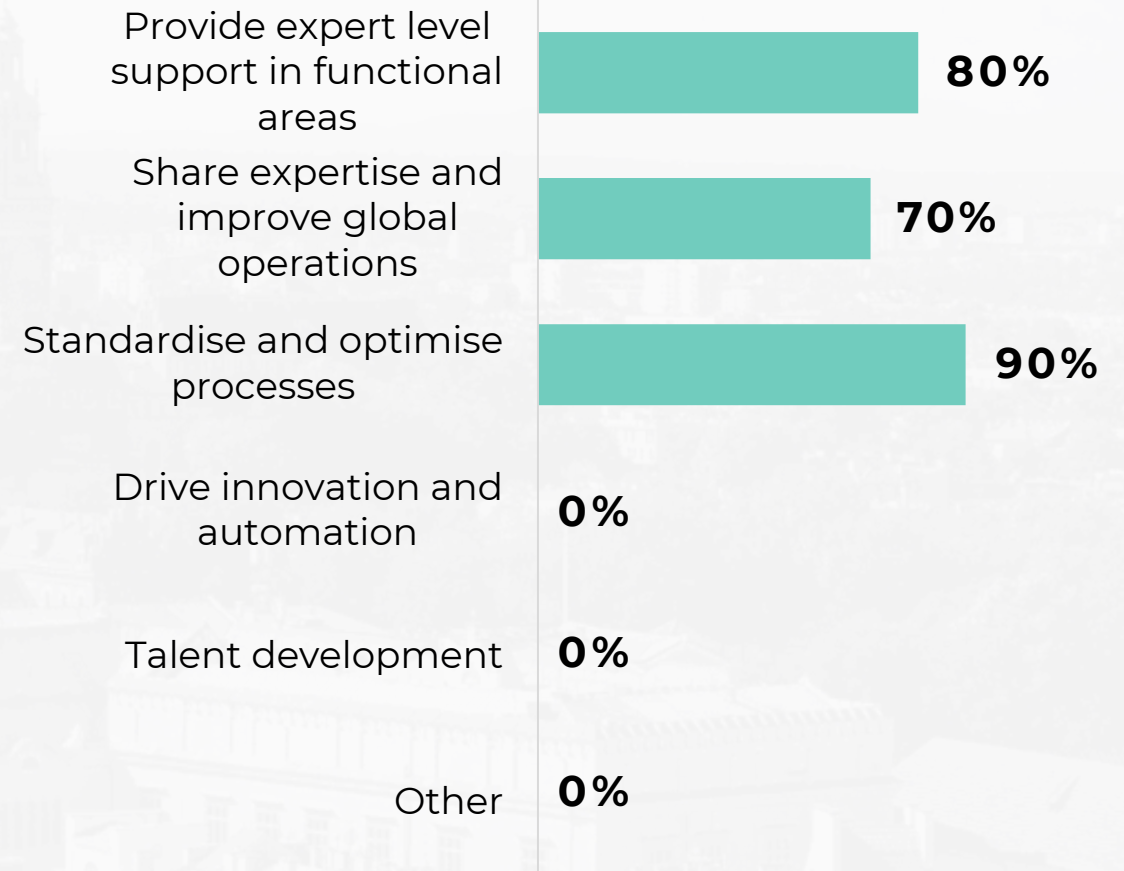 Provide expert level
support in functional
areas
80%
Share expertise and
improve global
operations
70%
Standardise and optimise
processes
90%
Drive innovation and
automation
0%
Talent development
0%
Other
0%